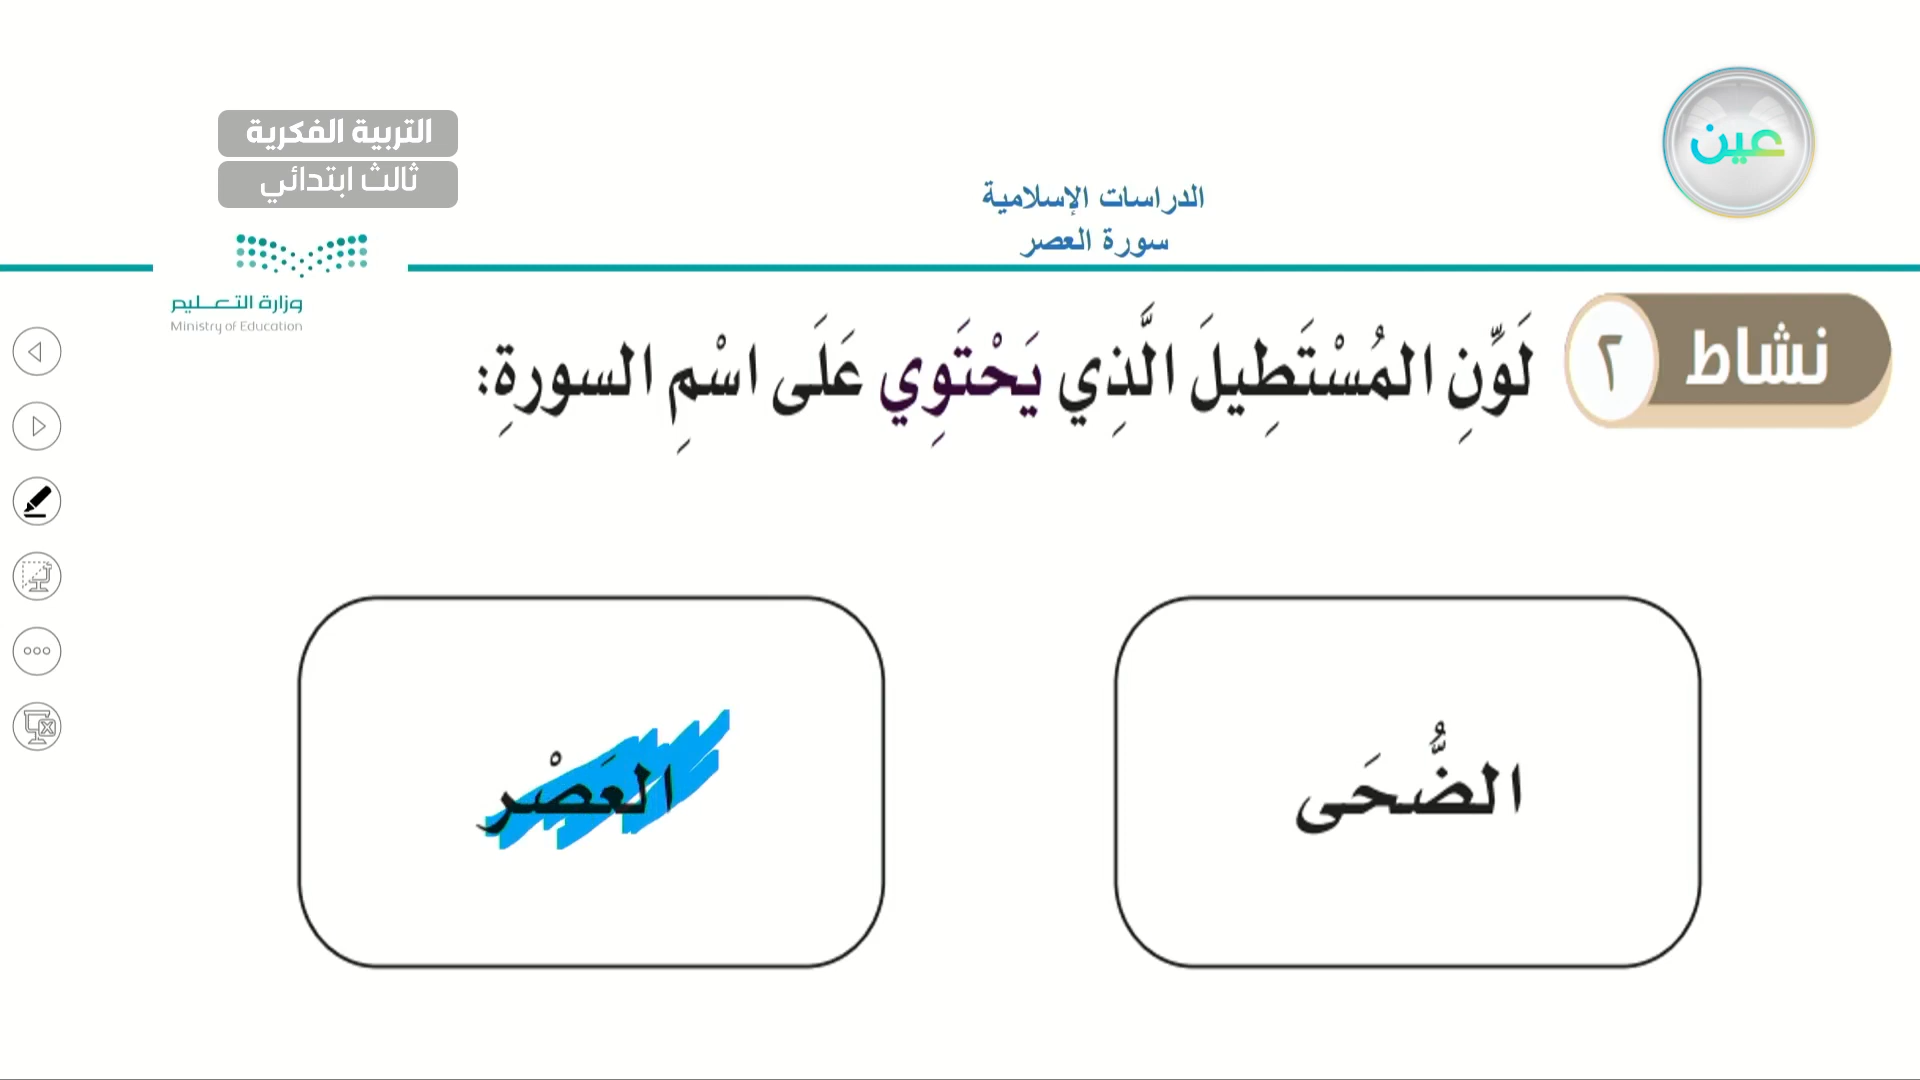 عين
التربية الفكرية
ثالث ابتدائي
الدراسات الإسلامية
سورة العصر
وزارة التعليم
Ministry of Education
نشاط ٢
لَوِّنِ المُسْتَطِيلَ الَّذِي يَحْتَوِي عَلَى اسْمِ السورةِ:
الضُّحَى
العَصْر